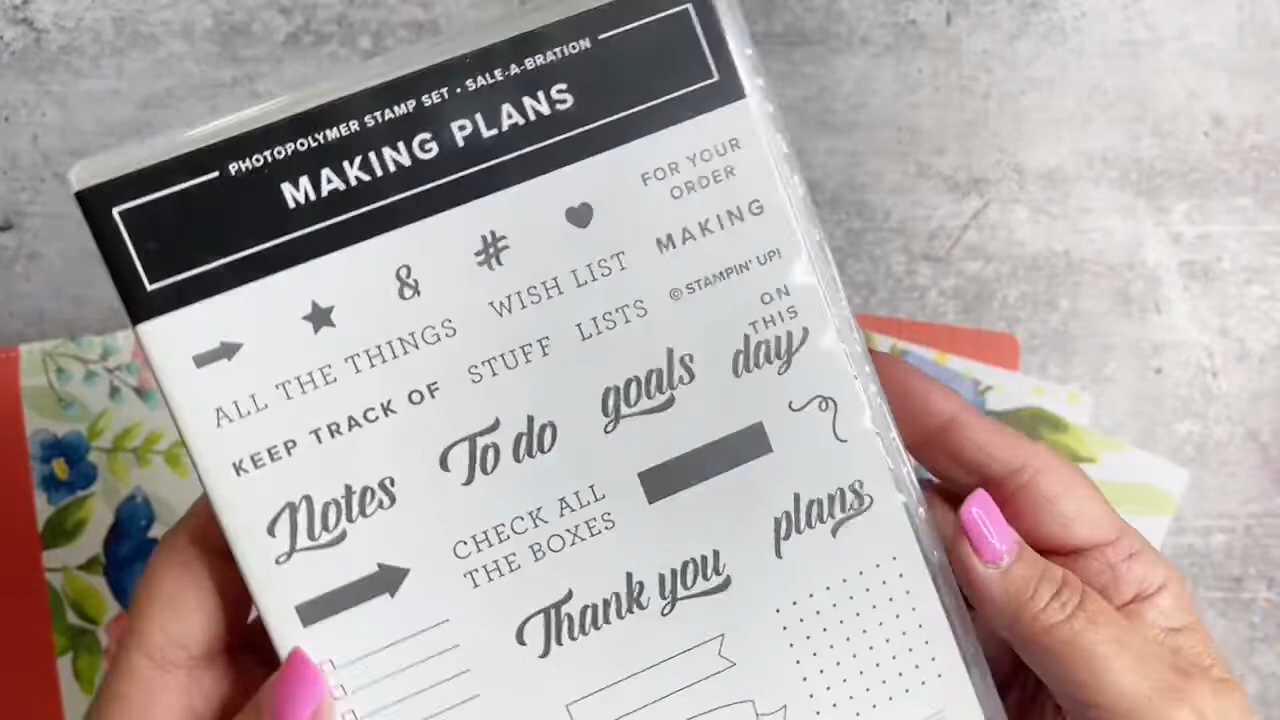 PHOTOPOLYMER STAMP SET • SALE-A-BRATION
MAKING PLANS
& #
FOR YOUR
ORDER
ALL THE THINGS
WISH LIST
MAKING
KEEP TRACK OF
STUFF
LISTS
© STAMPIN' UP!
ON
THIS
day
Notes
To do
goals
CHECK ALL
THE BOXES
plans
Thank you